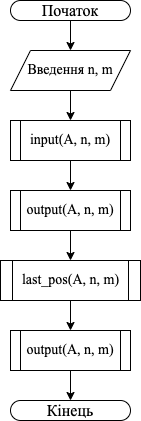 Початок
Введення n, m
input(A, n, m)
output(A, n, m)
last_pos(A, n, m)
output(A, n, m)
Кінець